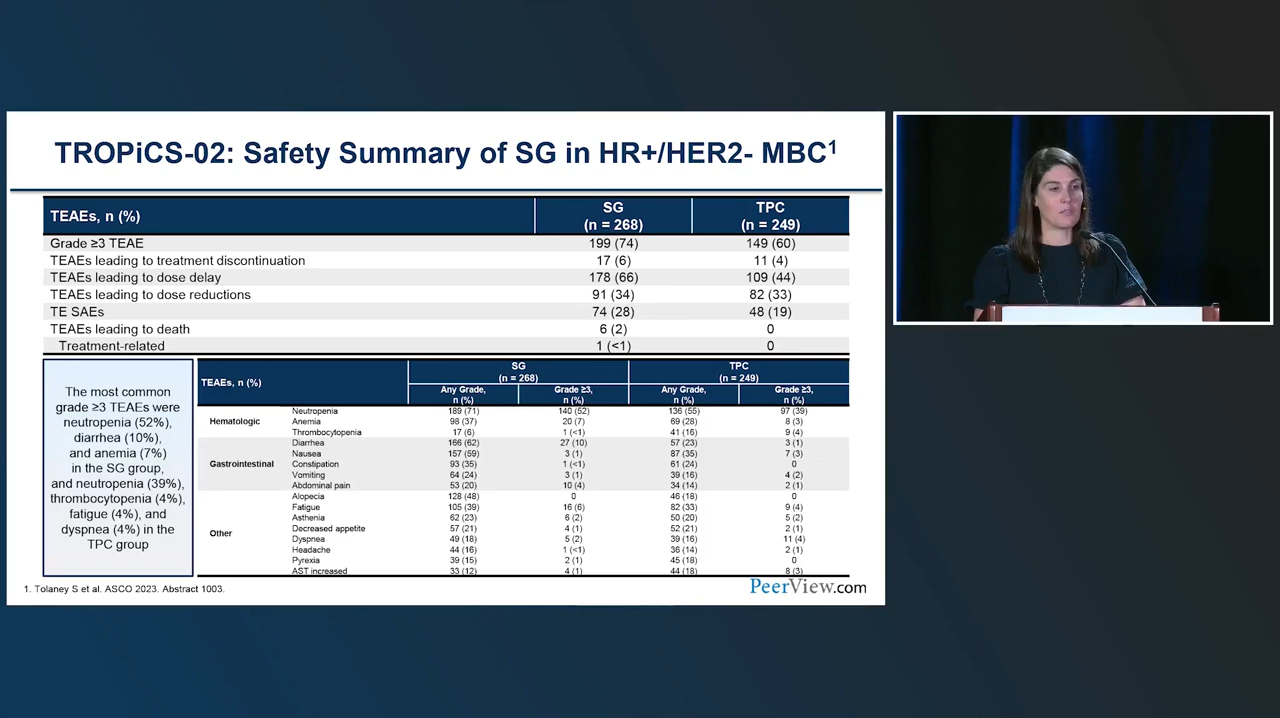 TROPiCS-02: Safety Summary of SG in HR+/HER2- MBC1
TEAEs, n (%) SG (n = 268) TPC (n = 249)
Grade ≥3 TEAE 199 (74) 149 (60)
TEAEs leading to treatment discontinuation 17 (6) 11 (4)
TEAEs leading to dose delay 178 (66) 109 (44)
TEAEs leading to dose reductions 91 (34) 82 (33)
TE SAEs 74 (28) 48 (19)
TEAEs leading to death 6 (2) 0
Treatment-related 1 (<1) 0
The most common
grade ≥3 TEAEs were
neutropenia (52%),
diarrhea (10%),
and anemia (7%)
in the SG group,
and neutropenia (39%),
thrombocytopenia (4%),
fatigue (4%), and
dyspnea (4%) in the
TPC group
TEAEs, n (%) SG (n = 268) TPC (n = 249)
Any Grade, n (%) Grade ≥3, n (%) Any Grade, n (%) Grade ≥3, n (%)
Hematologic
Neutropenia 189 (71) 140 (52) 136 (55) 97 (39)
Anemia 98 (37) 20 (7) 69 (28) 8 (3)
Thrombocytopenia 17 (6) 1 (<1) 41 (16) 9 (4)
Gastrointestinal
Diarrhea 166 (62) 27 (10) 57 (23) 3 (1)
Nausea 157 (59) 3 (1) 87 (35) 7 (3)
Constipation 93 (35) 1 (<1) 61 (24) 0
Vomiting 64 (24) 3 (1) 39 (16) 4 (2)
Abdominal pain 53 (20) 10 (4) 34 (14) 2 (1)
Other
Alopecia 128 (48) 0 46 (18) 0
Fatigue 105 (39) 16 (6) 82 (33) 9 (4)
Asthenia 62 (23) 6 (2) 50 (20) 5 (2)
Decreased appetite 57 (21) 4 (1) 52 (21) 2 (1)
Dyspnea 49 (18) 5 (2) 39 (16) 11 (4)
Headache 44 (16) 1 (<1) 36 (14) 2 (1)
Pyrexia 39 (15) 2 (1) 45 (18) 0
AST increased 33 (12) 4 (1) 44 (18) 8 (3)
1. Tolaney S et al. ASCO 2023. Abstract 1003.
PeerView.com